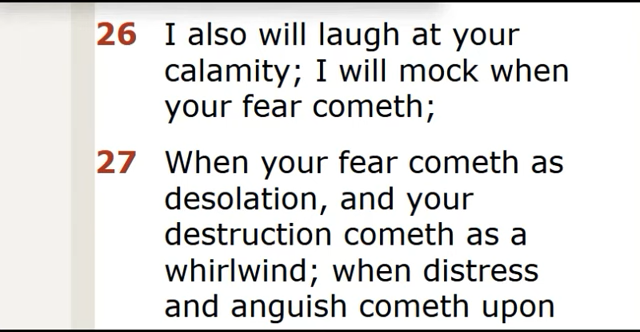 26 I also will laugh at your
calamity; I will mock when
your fear cometh;
27 When your fear cometh as
desolation, and your
destruction cometh as a
whirlwind; when distress
and anguish cometh upon